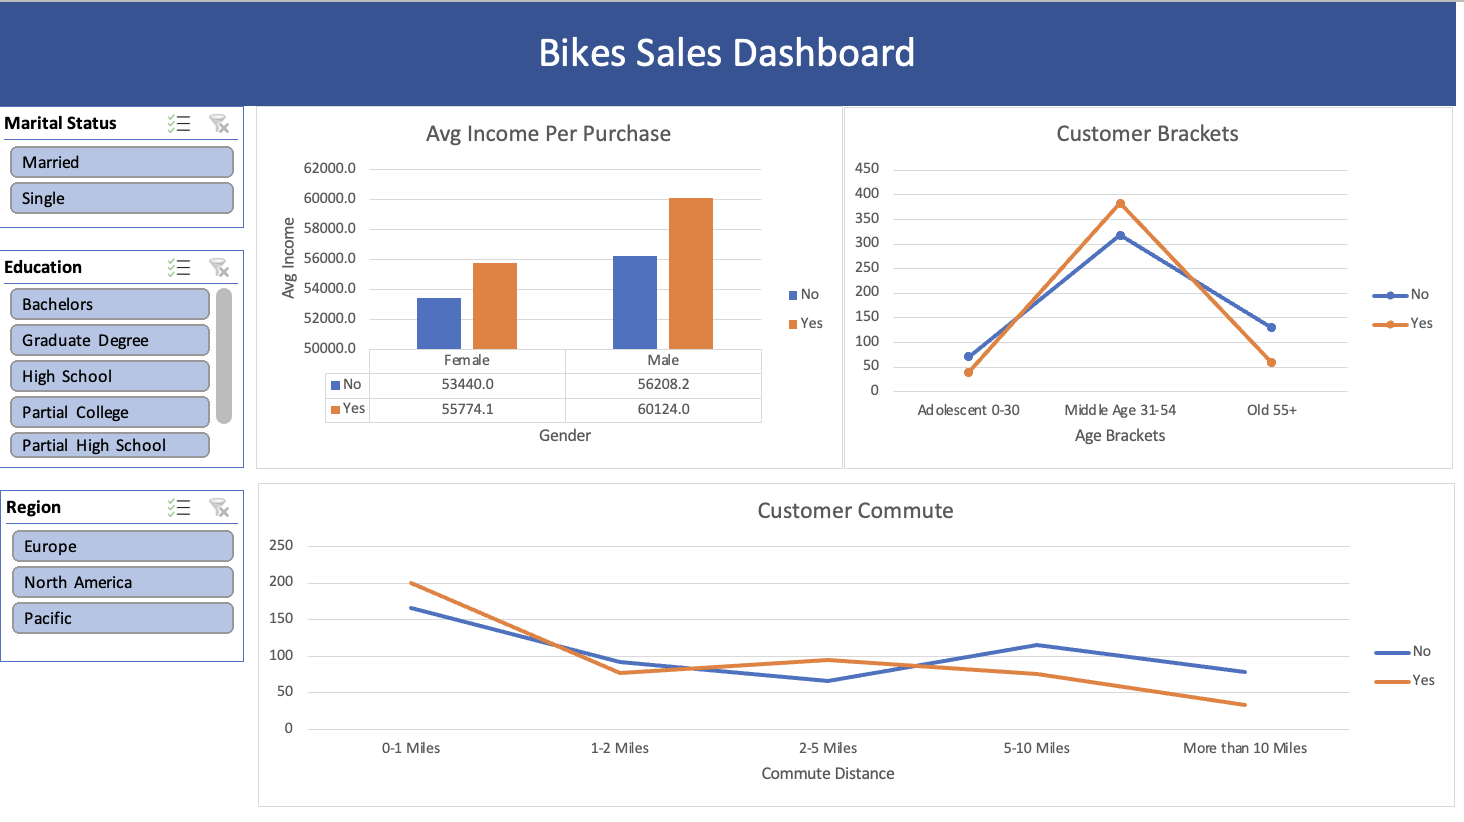 Bikes Sales Dashboard
Marital Status
Married
Single
Education
Bachelors
Graduate Degree
High School
Partial College
Partial High School
Region
Europe
North America
Pacific
Avg Income Per Purchase
62000.0
60000.0
58000.0
56000.0
54000.0
52000.0
50000.0
Avg Income
Female Male
No 53440.0 56208.2
Yes 55774.1 60124.0
Gender
No
Yes
Customer Brackets
450
400
350
300
250
200
150
100
50
0
Adolescent 0-30 Middle Age 31-54 Old 55+
Age Brackets
No
Yes
Customer Commute
250
200
150
100
50
0
0-1 Miles 1-2 Miles 2-5 Miles 5-10 Miles More than 10 Miles
Commute Distance
No
Yes